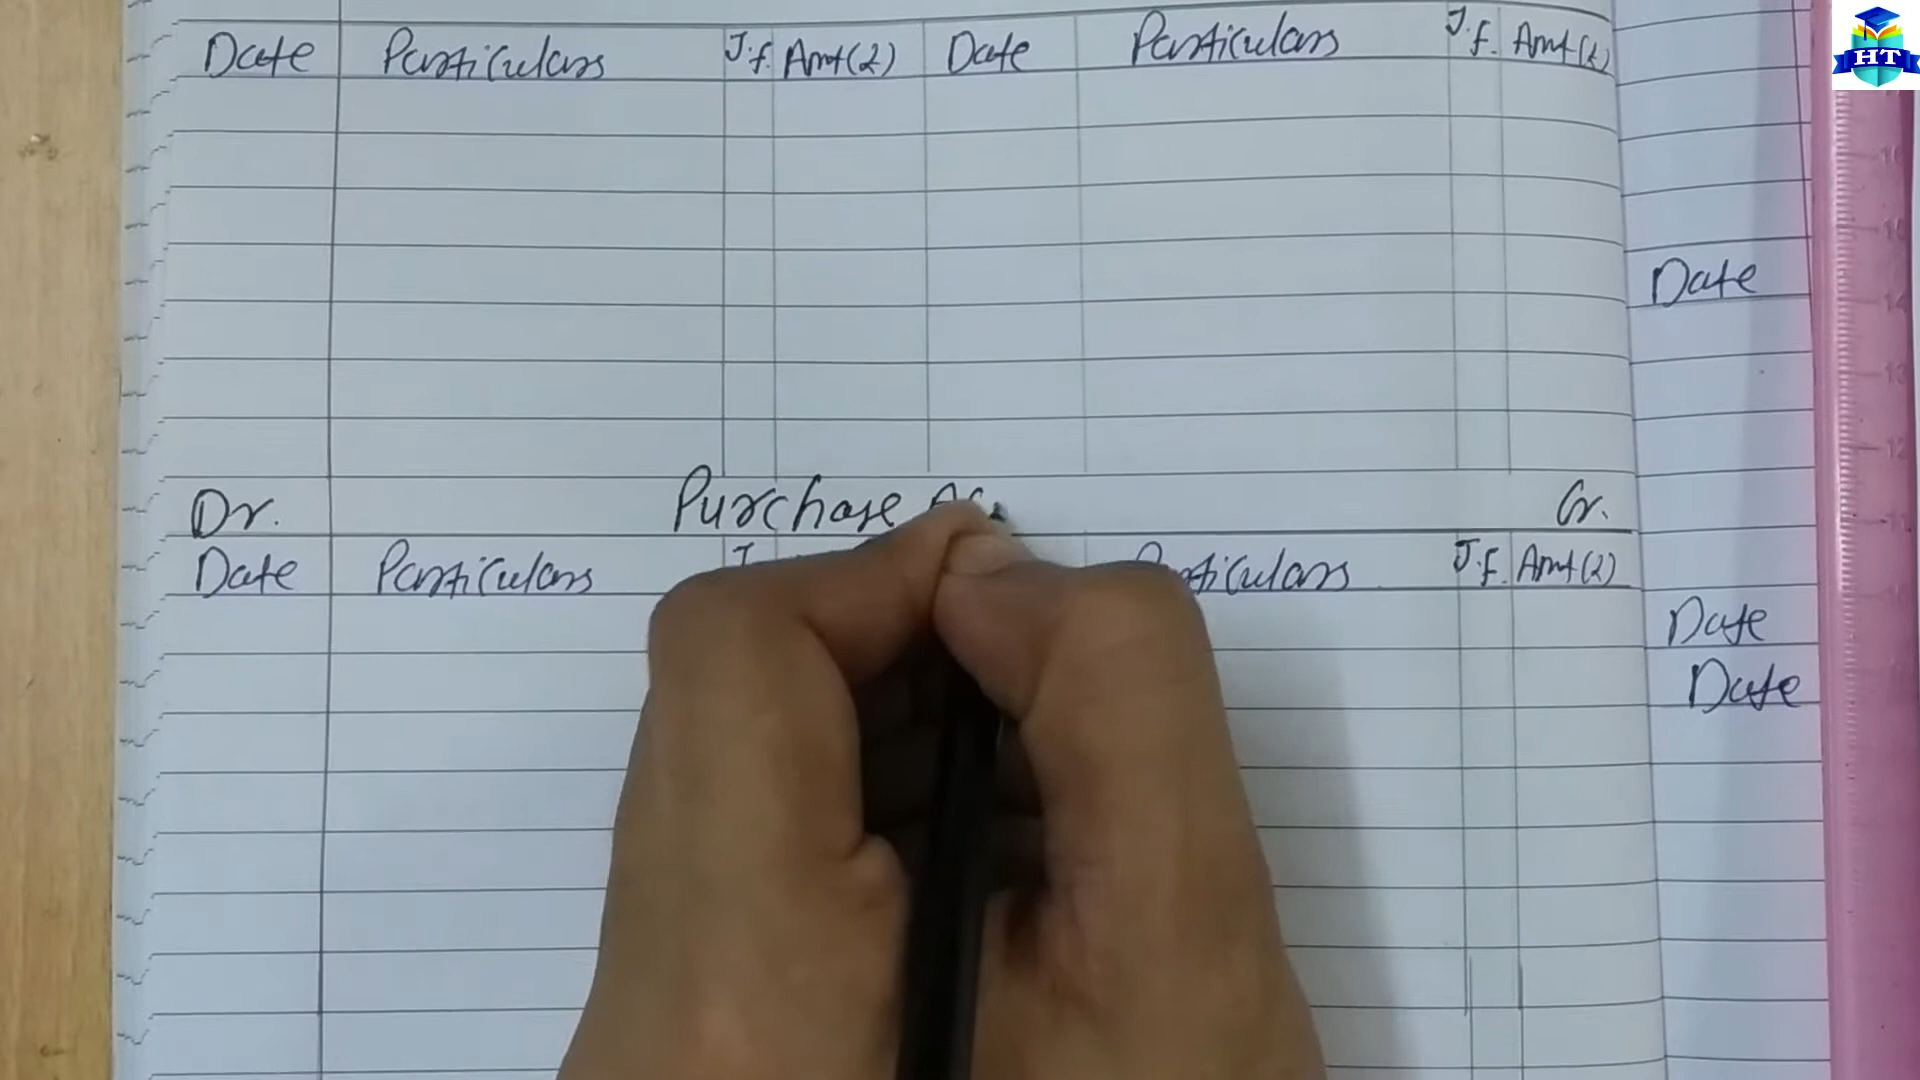 Date Particulars J.f. Amt(₹) Date Particulars J.f. Amt(₹)
Date
Dr. Purchase Cr.
Date Particulars J Particulars J.f. Amt(₹)
Date
Date
HT